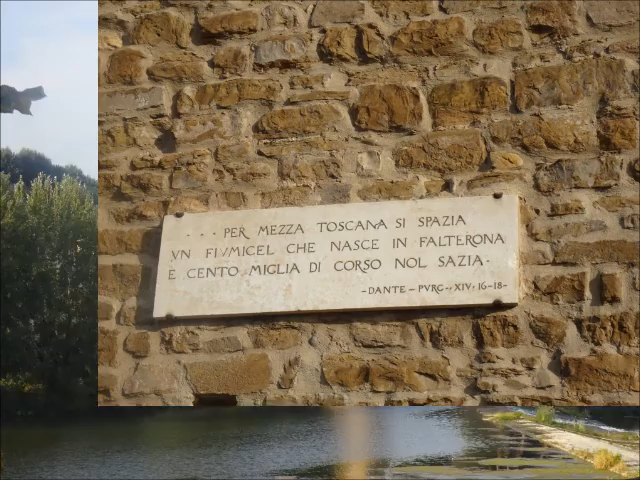 . . . PER MEZZA TOSCANA SI SPAZIA
VN FIVMICEL CHE NASCE IN FALTERONA
E CENTO MIGLIA DI CORSO NOL SAZIA.
-DANTE-PVRG-XIV-16-18-